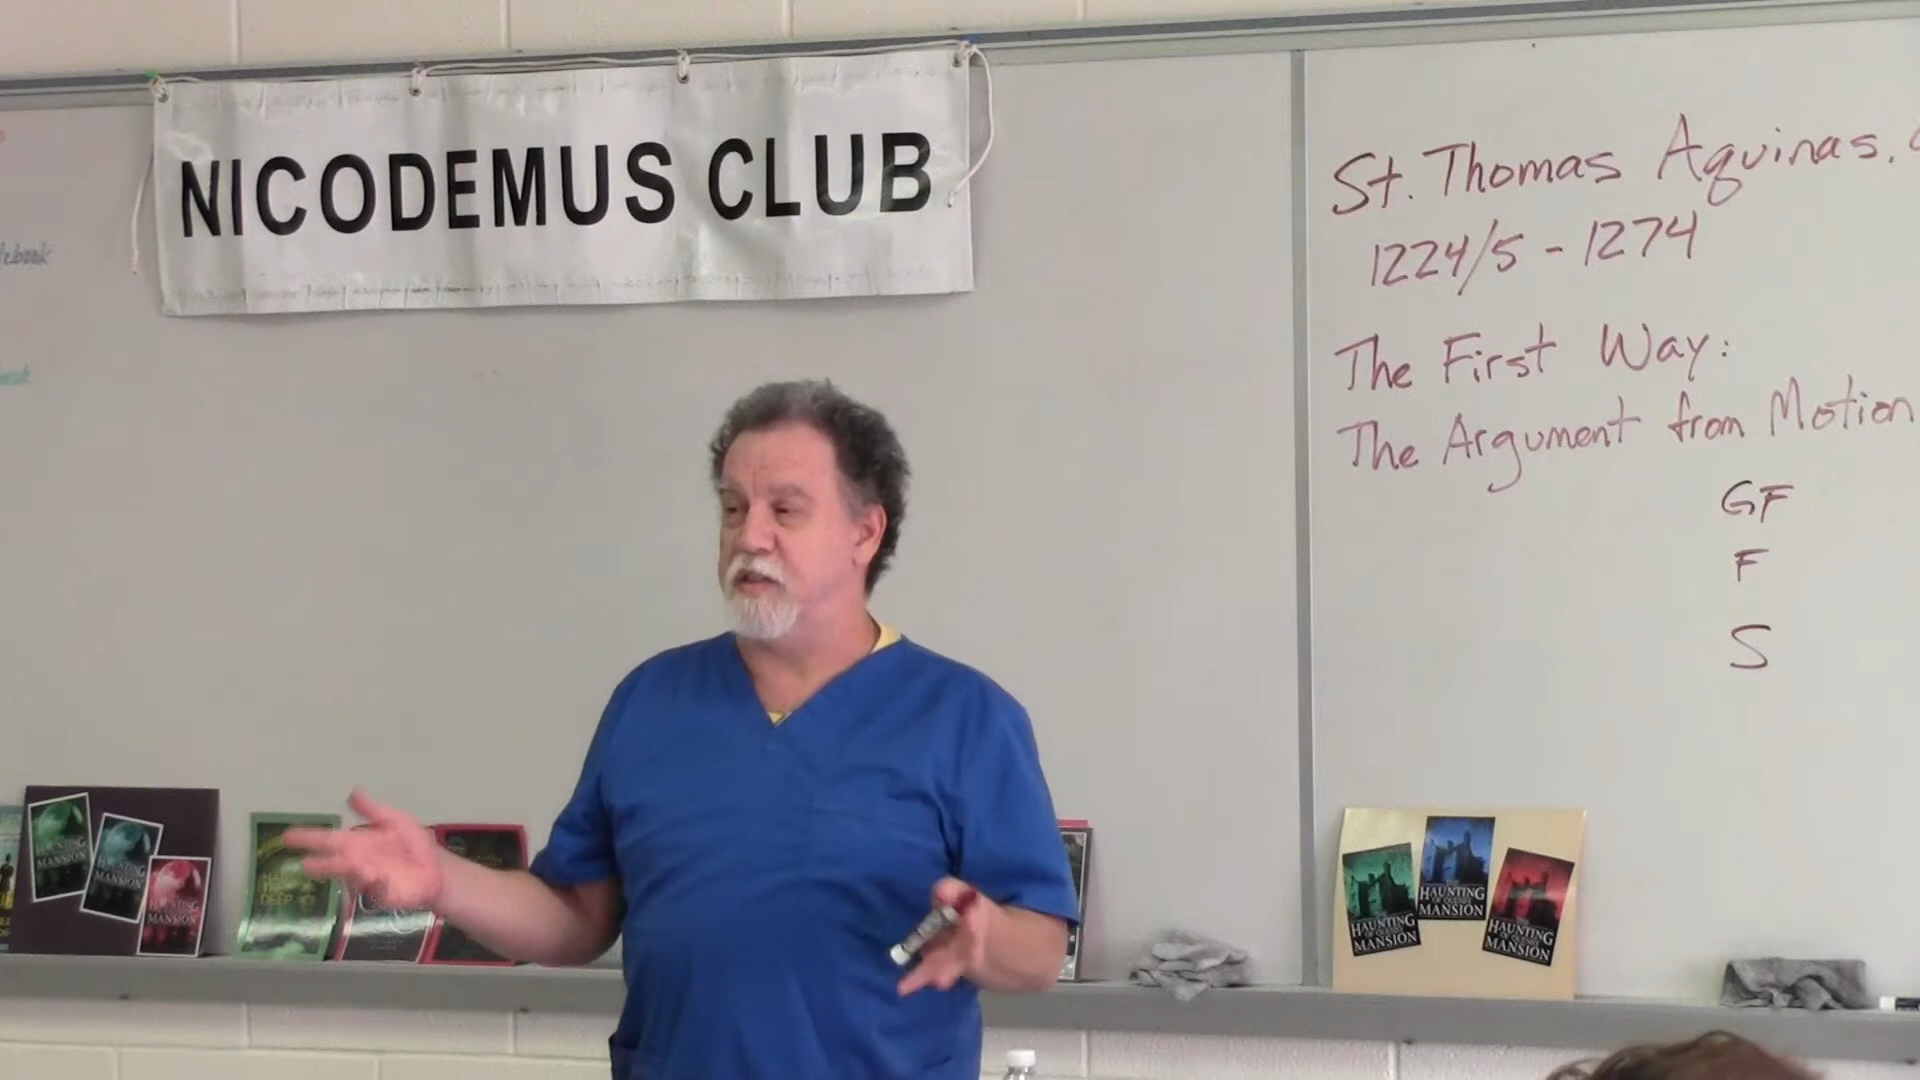 NICODEMUS CLUB
St. Thomas Aquinas,
1224/5 - 1274
The First Way:
The Argument from Motion
GF
F
S
HAUNTING
MANSION
HAUNTING
MANSION
HAUNTING
MANSION
DEEP
THE
HAUNTING
MANSION
THE
HAUNTING
MANSION
THE
HAUNTING
MANSION